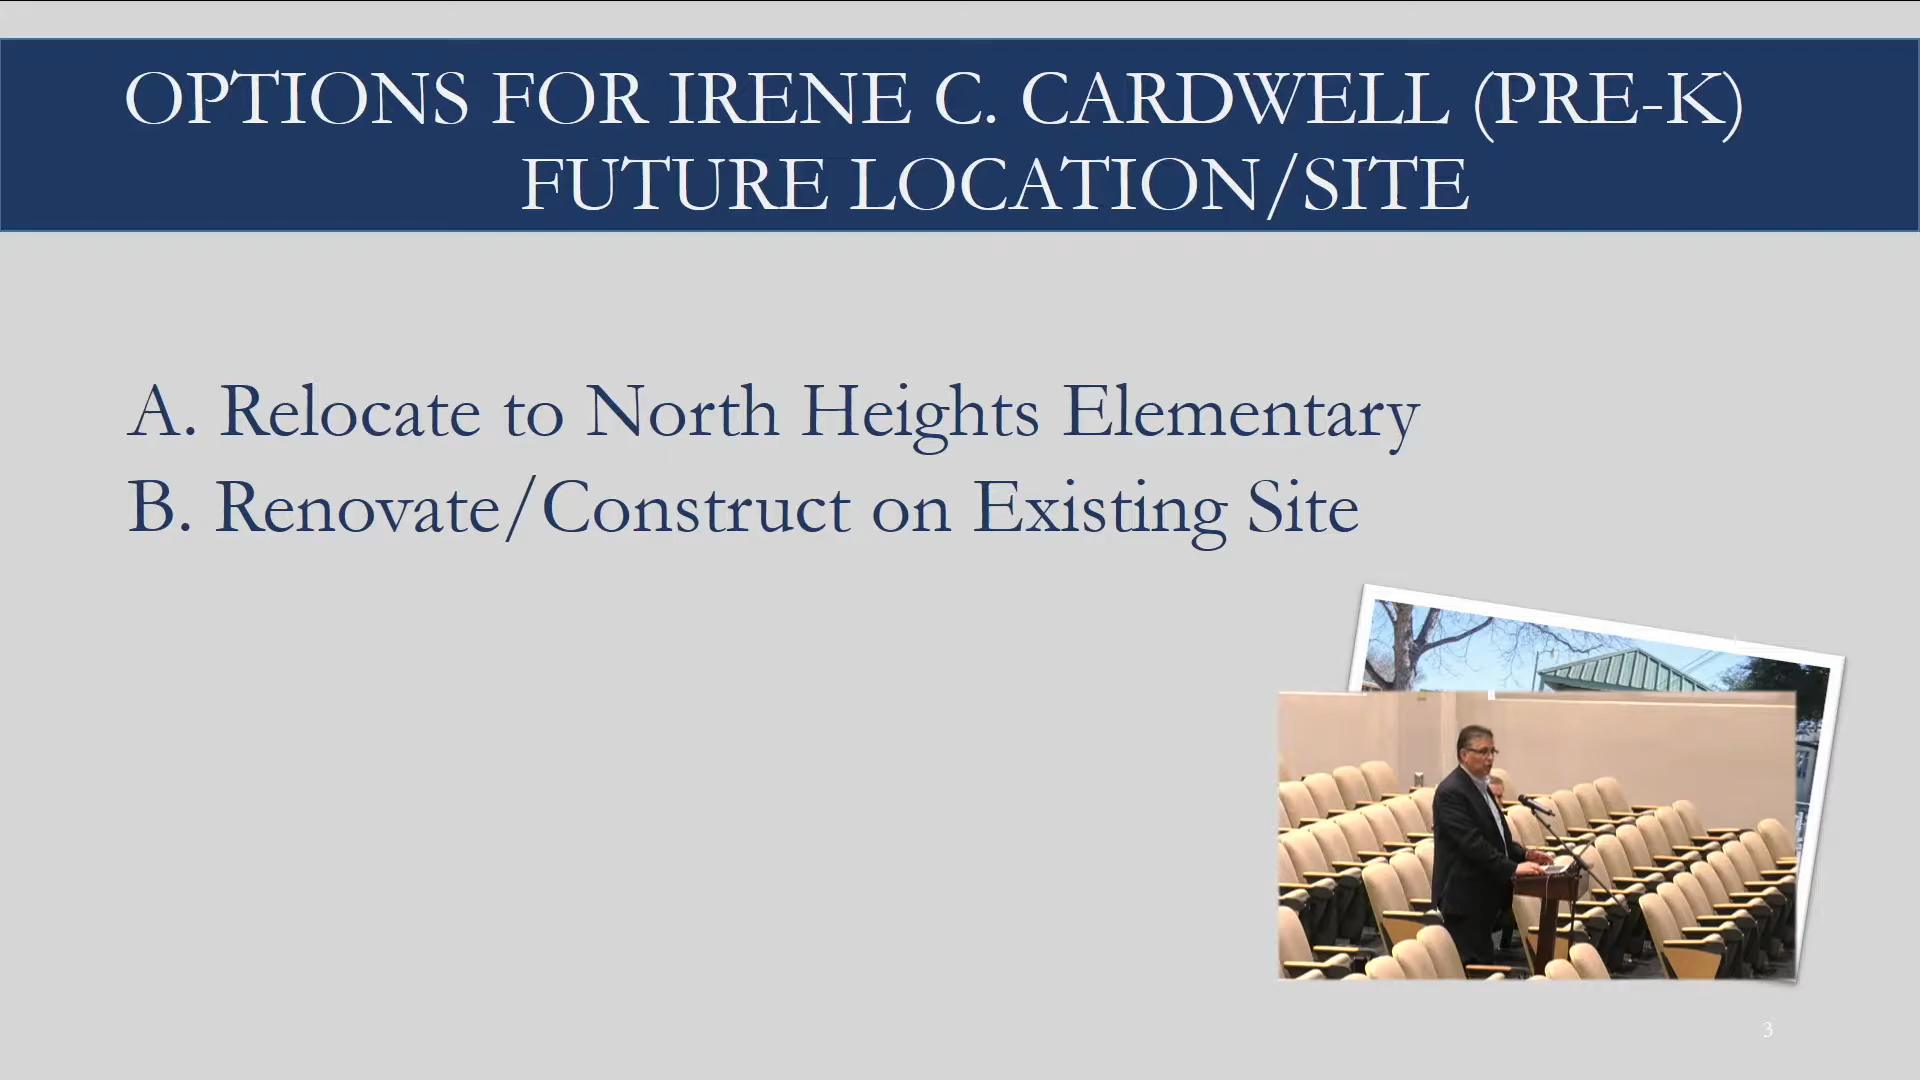 OPTIONS FOR IRENE C. CARDWELL (PRE-K)
FUTURE LOCATION/SITE
A. Relocate to North Heights Elementary
B. Renovate/Construct on Existing Site
3